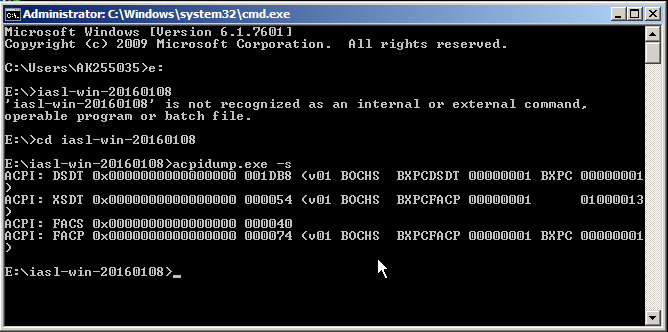 Administrator: C:\Windows\system32\cmd.exe
Microsoft Windows [Version 6.1.7601]
Copyright (c) 2009 Microsoft Corporation.  All rights reserved.
C:\Users\AK255035>e:
E:\>iasl-win-20160108
'iasl-win-20160108' is not recognized as an internal or external command,
operable program or batch file.
E:\>cd iasl-win-20160108
E:\iasl-win-20160108>acpidump.exe -s
ACPI: DSDT 0x0000000000000000 001DB8 (v01 BOCHS  BXPCDSDT 00000001 BXPC 00000001
)
ACPI: XSDT 0x0000000000000000 000054 (v01 BOCHS  BXPCFACP 00000001      01000013
)
ACPI: FACS 0x0000000000000000 000040
ACPI: FACP 0x0000000000000000 000074 (v01 BOCHS  BXPCFACP 00000001 BXPC 00000001
)
E:\iasl-win-20160108>_